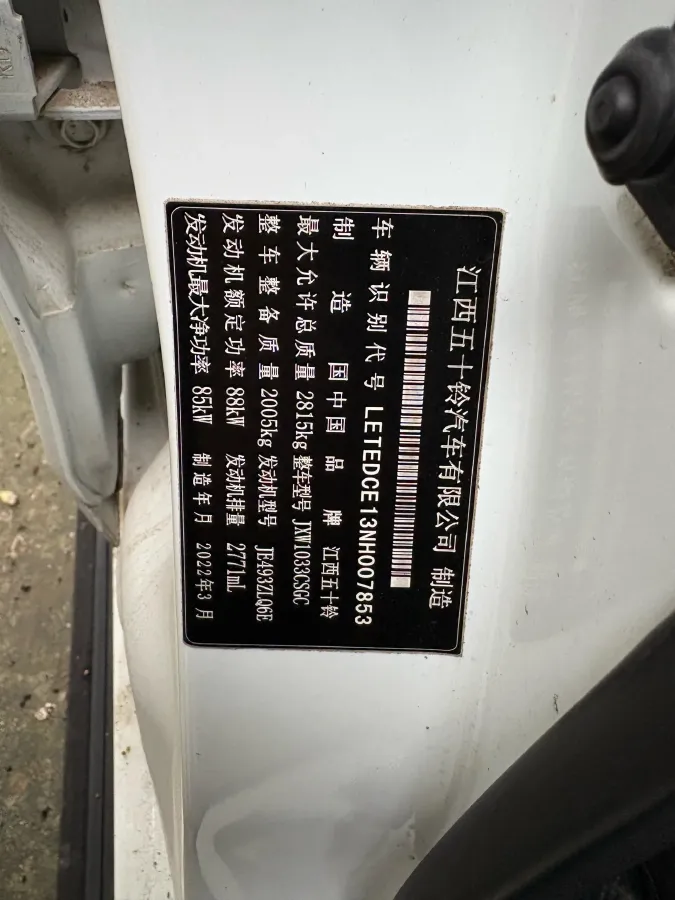 江西五十铃汽车有限公司 制造
车辆识别代号 LETEDCE13NH007853
制造国 中国 品牌 江西五十铃
最大允许总质量 2815kg 整车型号 JXW1033CSGC
整车整备质量 2005kg 发动机型号 JE493ZLQ6E
发动机额定功率 88kW 发动机排量 2771mL
发动机最大净功率 85kW 制造年月 2022年3月